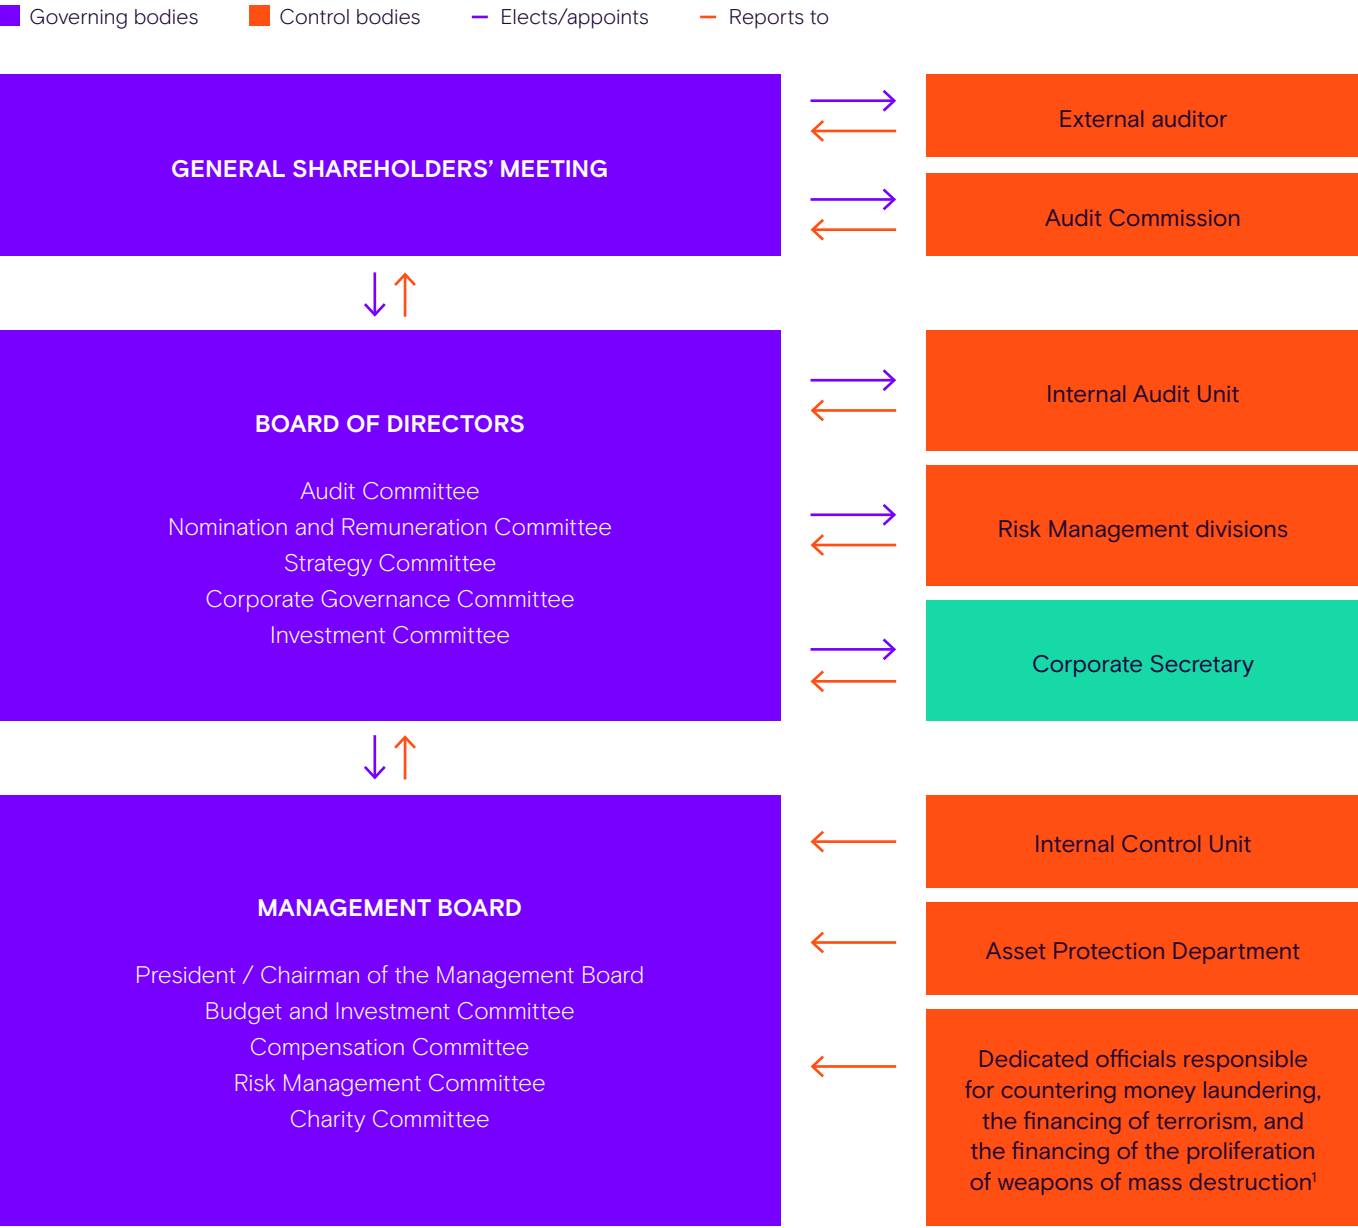 Governing bodies
Control bodies
– Elects/appoints
– Reports to
GENERAL SHAREHOLDERS’ MEETING
External auditor
Audit Commission
BOARD OF DIRECTORS
Audit Committee
Nomination and Remuneration Committee
Strategy Committee
Corporate Governance Committee
Investment Committee
Internal Audit Unit
Risk Management divisions
Corporate Secretary
MANAGEMENT BOARD
President / Chairman of the Management Board
Budget and Investment Committee
Compensation Committee
Risk Management Committee
Charity Committee
Internal Control Unit
Asset Protection Department
Dedicated officials responsible
for countering money laundering,
the financing of terrorism, and
the financing of the proliferation
of weapons of mass destruction¹